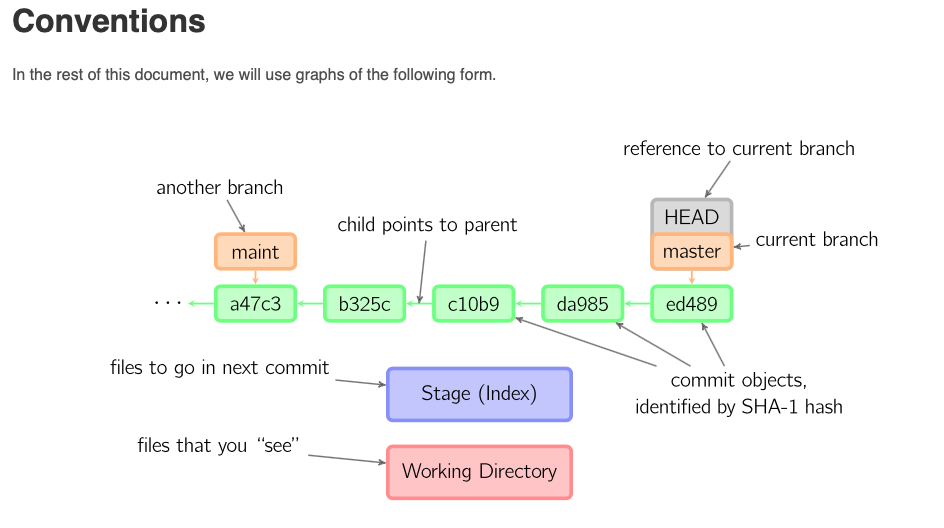 Conventions
In the rest of this document, we will use graphs of the following form.
reference to current branch
another branch
child points to parent
HEAD
maint
master
current branch
...
a47c3
b325c
c10b9
da985
ed489
files to go in next commit
Stage (Index)
commit objects,
identified by SHA-1 hash
files that you “see”
Working Directory